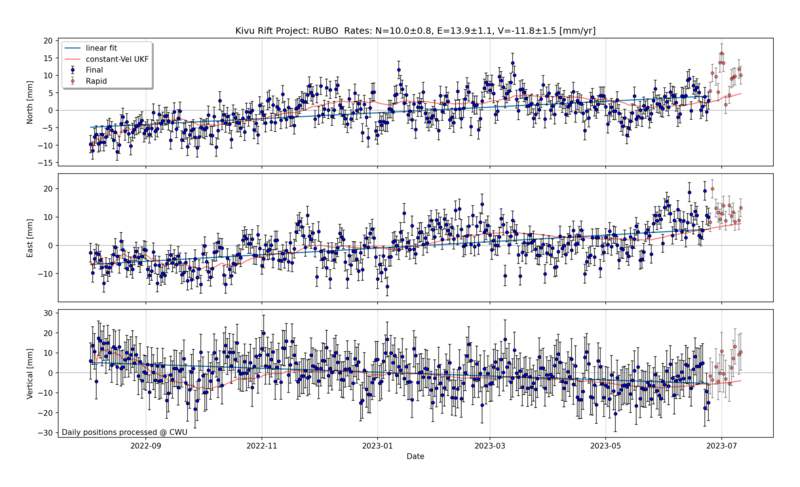 Kivu Rift Project: RUBO  Rates: N=10.0±0.8, E=13.9±1.1, V=-11.8±1.5 [mm/yr]
linear fit
constant-Vel UKF
Final
Rapid
North [mm]
20
15
10
5
0
−5
−10
−15
East [mm]
20
10
0
−10
Vertical [mm]
30
20
10
0
−10
−20
−30
Daily positions processed @ CWU
2022-09
2022-11
2023-01
2023-03
2023-05
2023-07
Date